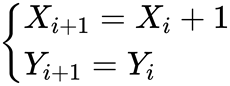 X_{i+1} = X_i + 1
Y_{i+1} = Y_i